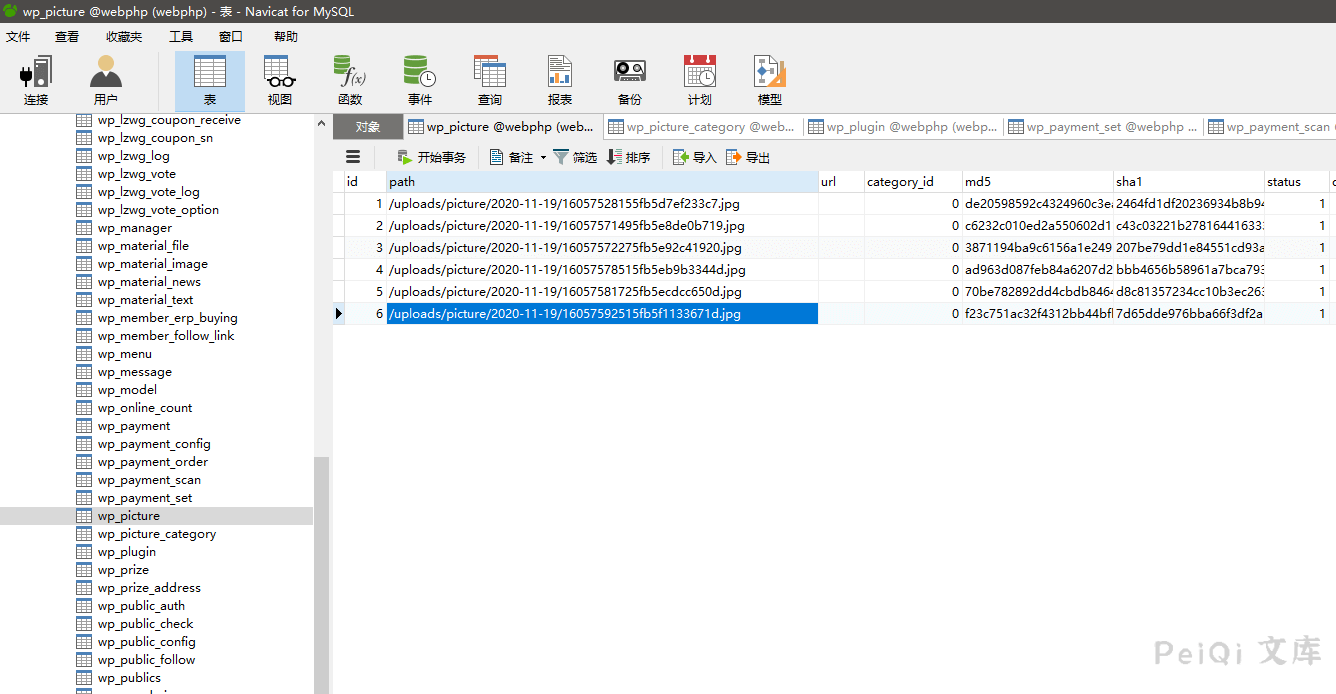 wp_picture @webphp (webphp) - 表 - Navicat for MySQL
文件 查看 收藏夹 工具 窗口 帮助
连接 用户 表 视图 函数 事件 查询 报表 备份 计划 模型
对象 wp_picture @webphp (web... wp_picture_category @web... wp_plugin @webphp (webp... wp_payment_set @webphp ... wp_payment_scan
开始事务 备注 筛选 排序 导入 导出
id path url category_id md5 sha1 status
1 /uploads/picture/2020-11-19/16057528155fb5d7ef233c7.jpg 0 de20598592c4324960c3e 2464fd1df20236934b8b94 1
2 /uploads/picture/2020-11-19/16057571495fb5e8de0b719.jpg 0 c6232c010ed2a550602d1 c43c03221b278164416333 1
3 /uploads/picture/2020-11-19/16057572275fb5e92c41920.jpg 0 3871194ba9c6156a1e249 207be79dd1e84551cd93a 1
4 /uploads/picture/2020-11-19/16057578515fb5eb9b3344d.jpg 0 ad963d087feb84a6207d2 bbb4656b58961a7bca793 1
5 /uploads/picture/2020-11-19/16057581725fb5ecdcc650d.jpg 0 70be782892dd4cbdb8464 d8c81357234cc10b3ec263 1
6 /uploads/picture/2020-11-19/16057592515fb5f1133671d.jpg 0 f23c751ac32f4312bb44bf 7d65dde976bba66f3df2a 1
wp_lzwg_coupon_receive
wp_lzwg_coupon_sn
wp_lzwg_log
wp_lzwg_vote
wp_lzwg_vote_log
wp_lzwg_vote_option
wp_manager
wp_material_file
wp_material_image
wp_material_news
wp_material_text
wp_member_erp_buying
wp_member_follow_link
wp_menu
wp_message
wp_model
wp_online_count
wp_payment
wp_payment_config
wp_payment_order
wp_payment_scan
wp_payment_set
wp_picture
wp_picture_category
wp_plugin
wp_prize
wp_prize_address
wp_public_auth
wp_public_check
wp_public_config
wp_public_follow
wp_publics
PeiQi 文库